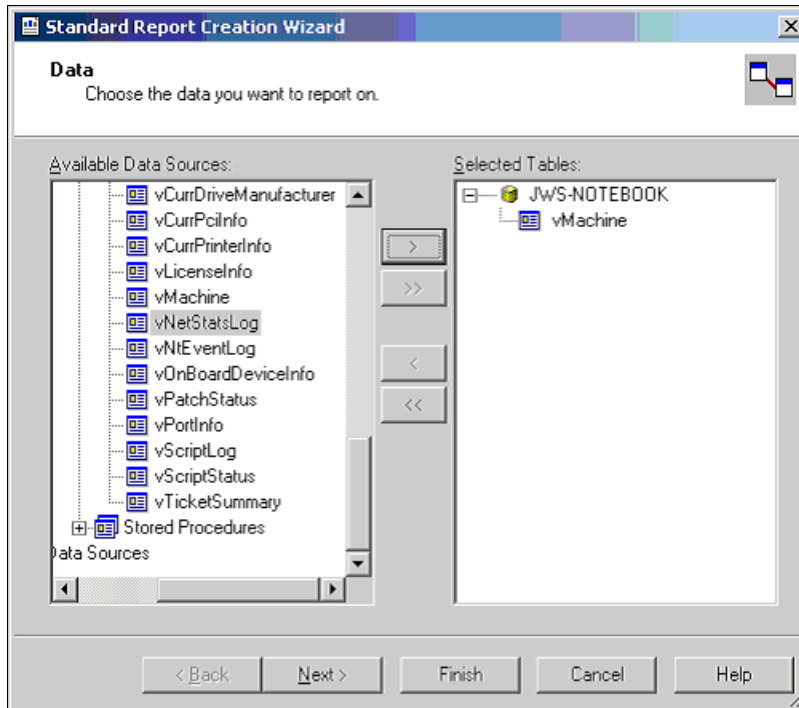 Standard Report Creation Wizard
Data
Choose the data you want to report on.
Available Data Sources:
vCurrDriveManufacturer
vCurrPciInfo
vCurrPrinterInfo
vLicenseInfo
vMachine
vNetStatsLog
vNtEventLog
vOnBoardDeviceInfo
vPatchStatus
vPortInfo
vScriptLog
vScriptStatus
vTicketSummary
Stored Procedures
Data Sources
>
>>
<
<<
Selected Tables:
JWS-NOTEBOOK
vMachine
< Back
Next >
Finish
Cancel
Help